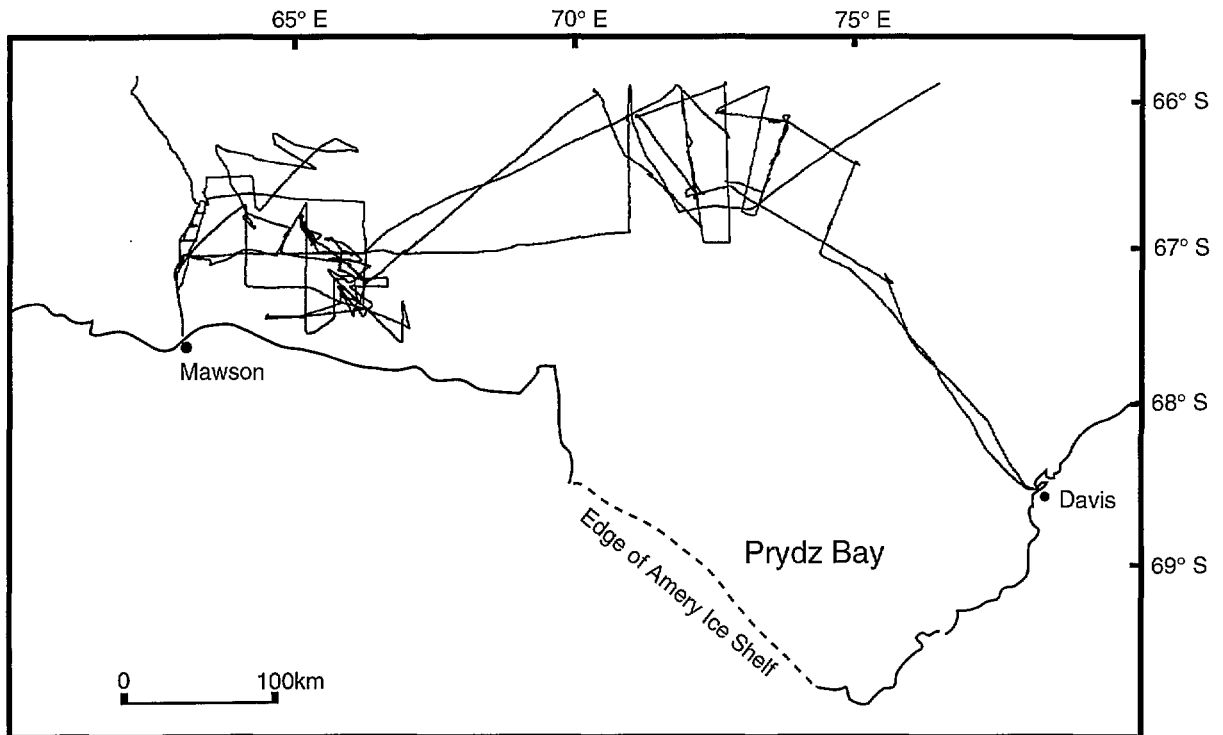 65° E
70° E
75° E
66° S
67° S
Mawson
68° S
Davis
Edge of Amery Ice Shelf
Prydz Bay
69° S
0
100km